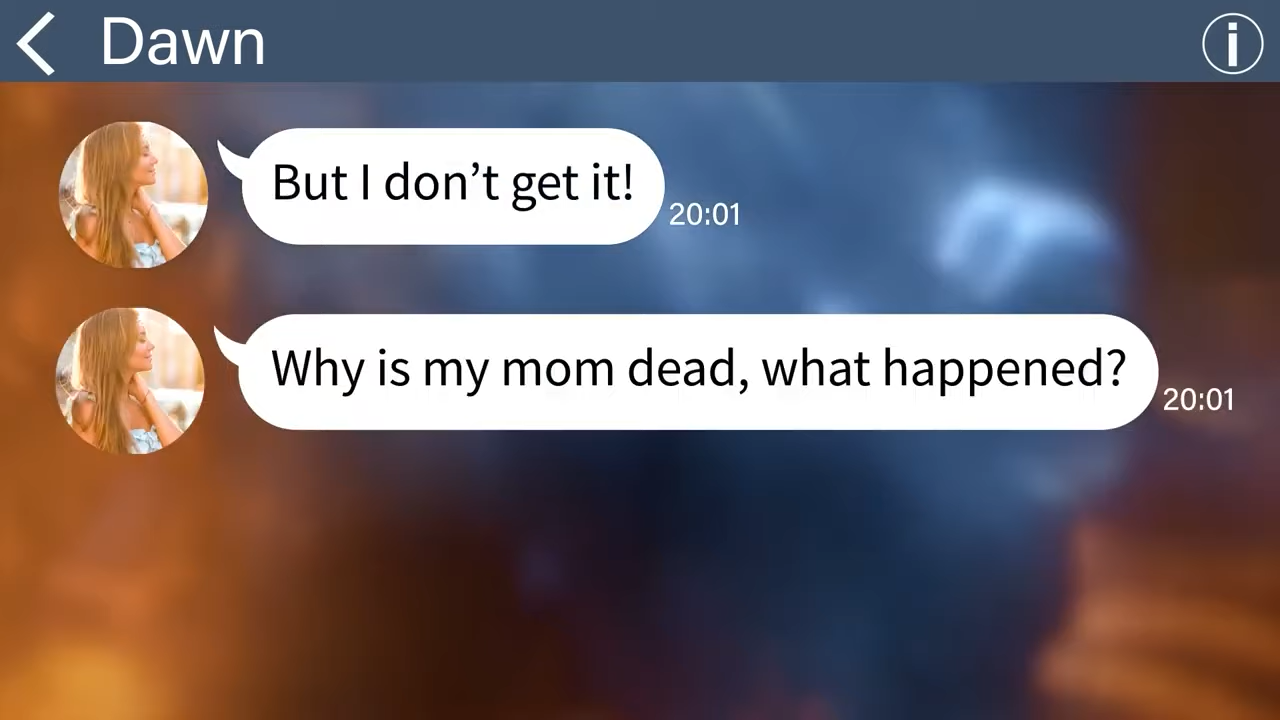 Dawn
But I don’t get it!
20:01
Why is my mom dead, what happened?
20:01